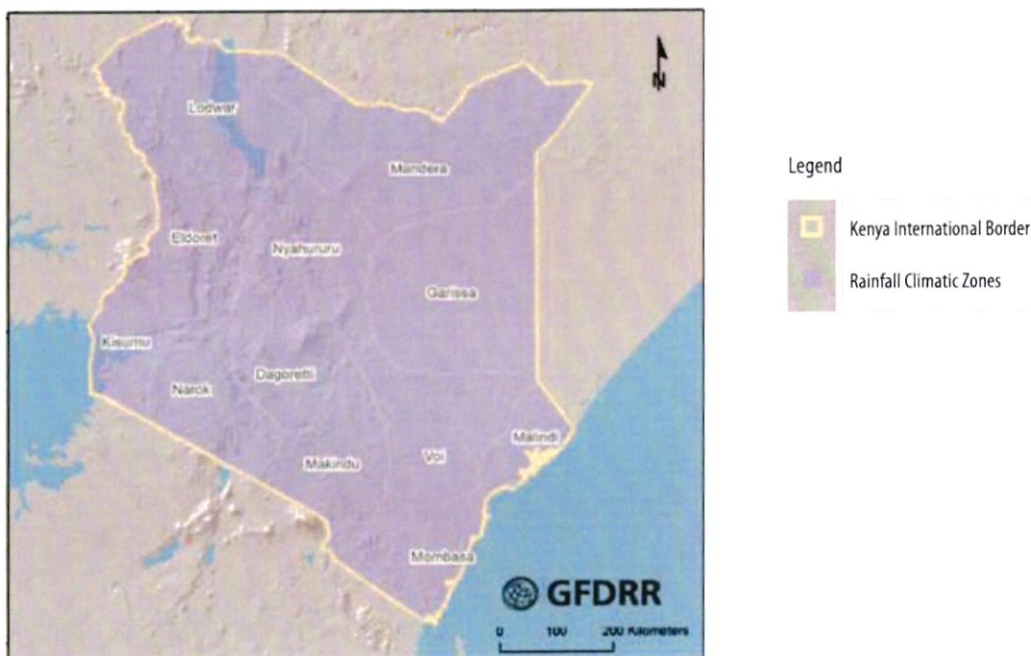 N
Lodwar
Mandera
Eldoret
Nyahururu
Garissa
Kisumu
Dagoretti
Narok
Malindi
Voi
Makindu
Mombasa
GFDRR
0 100 200 Kilometers
Legend
Kenya International Border
Rainfall Climatic Zones